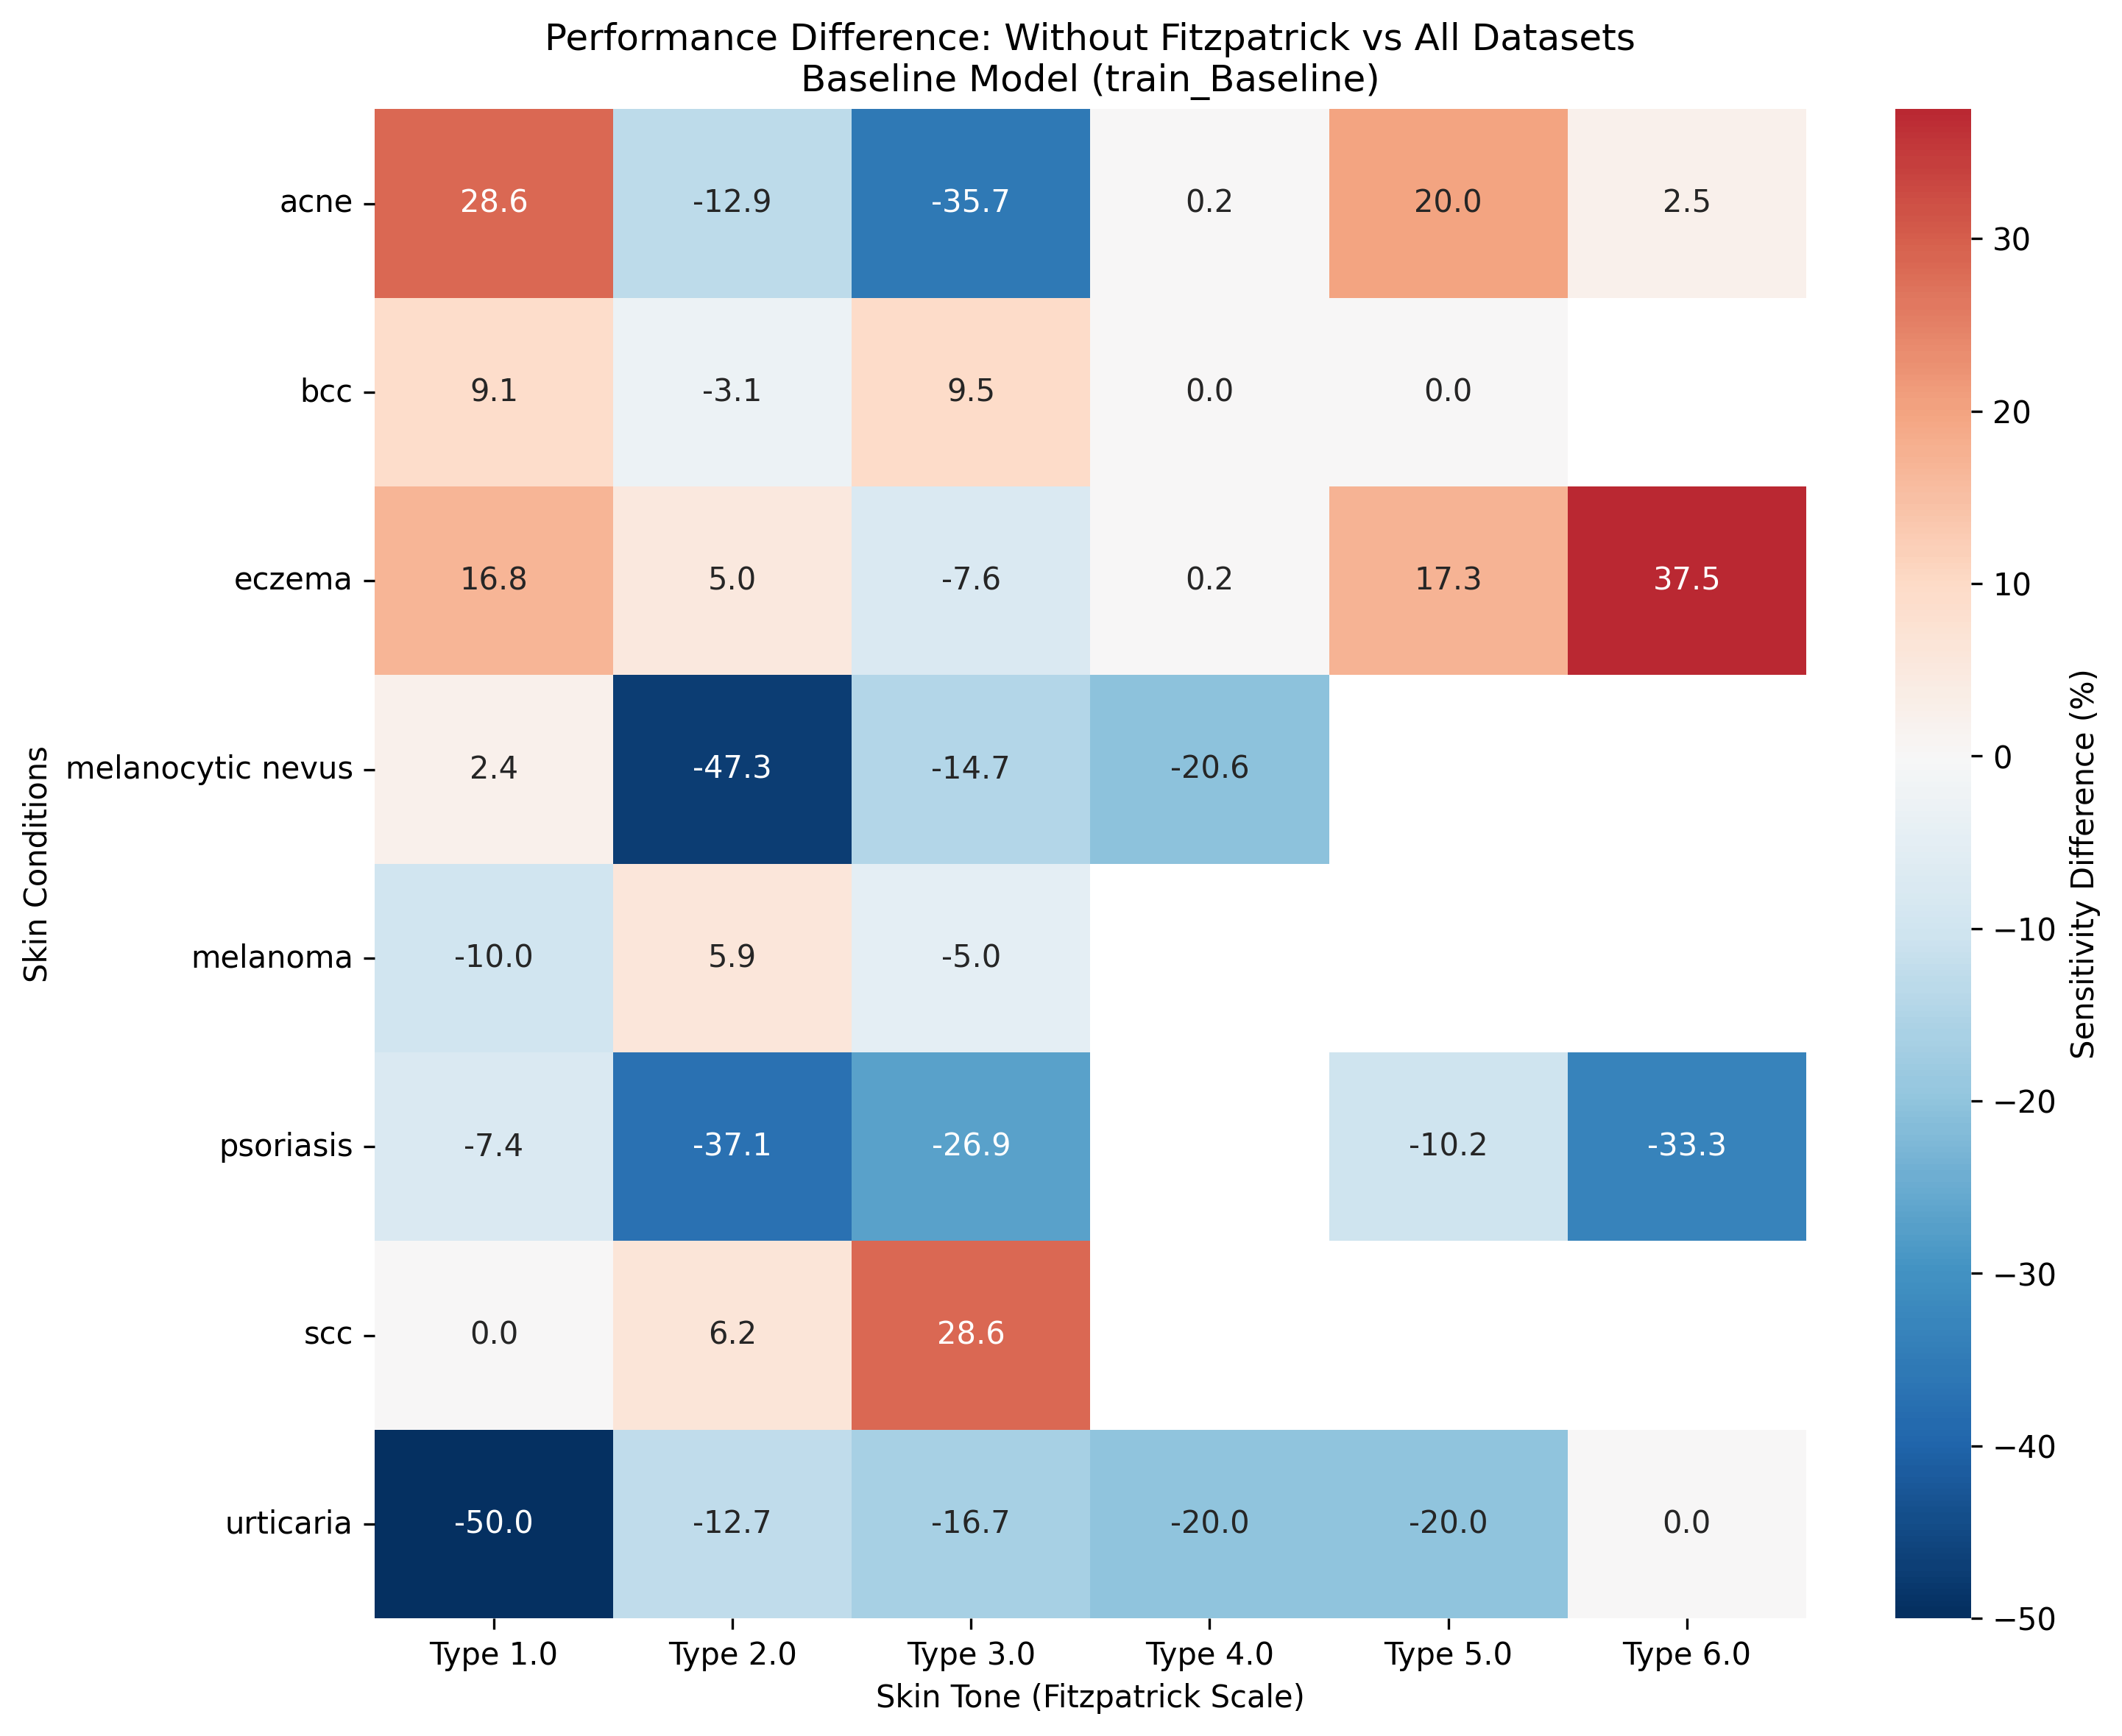 Performance Difference: Without Fitzpatrick vs All Datasets
Baseline Model (train_Baseline)
Skin Conditions
acne 28.6 -12.9 -35.7 0.2 20.0 2.5
bcc 9.1 -3.1 9.5 0.0 0.0
eczema 16.8 5.0 -7.6 0.2 17.3 37.5
melanocytic nevus 2.4 -47.3 -14.7 -20.6
melanoma -10.0 5.9 -5.0
psoriasis -7.4 -37.1 -26.9 -10.2 -33.3
scc 0.0 6.2 28.6
urticaria -50.0 -12.7 -16.7 -20.0 -20.0 0.0
Type 1.0 Type 2.0 Type 3.0 Type 4.0 Type 5.0 Type 6.0
Skin Tone (Fitzpatrick Scale)
30
20
10
0
−10
−20
−30
−40
−50
Sensitivity Difference (%)